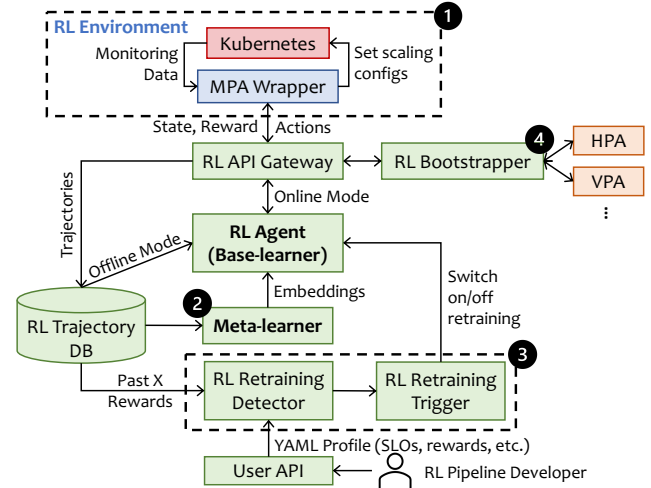 1
RL Environment
Kubernetes
Monitoring
Data
Set scaling
configs
MPA Wrapper
State, Reward
Actions
4
RL API Gateway
RL Bootstrapper
HPA
VPA
...
Online Mode
Trajectories
Offline Mode
RL Agent
(Base-learner)
Switch
on/off
retraining
Embeddings
2
RL Trajectory
DB
Meta-learner
3
Past X
Rewards
RL Retraining
Detector
RL Retraining
Trigger
YAML Profile (SLOs, rewards, etc.)
User API
RL Pipeline Developer